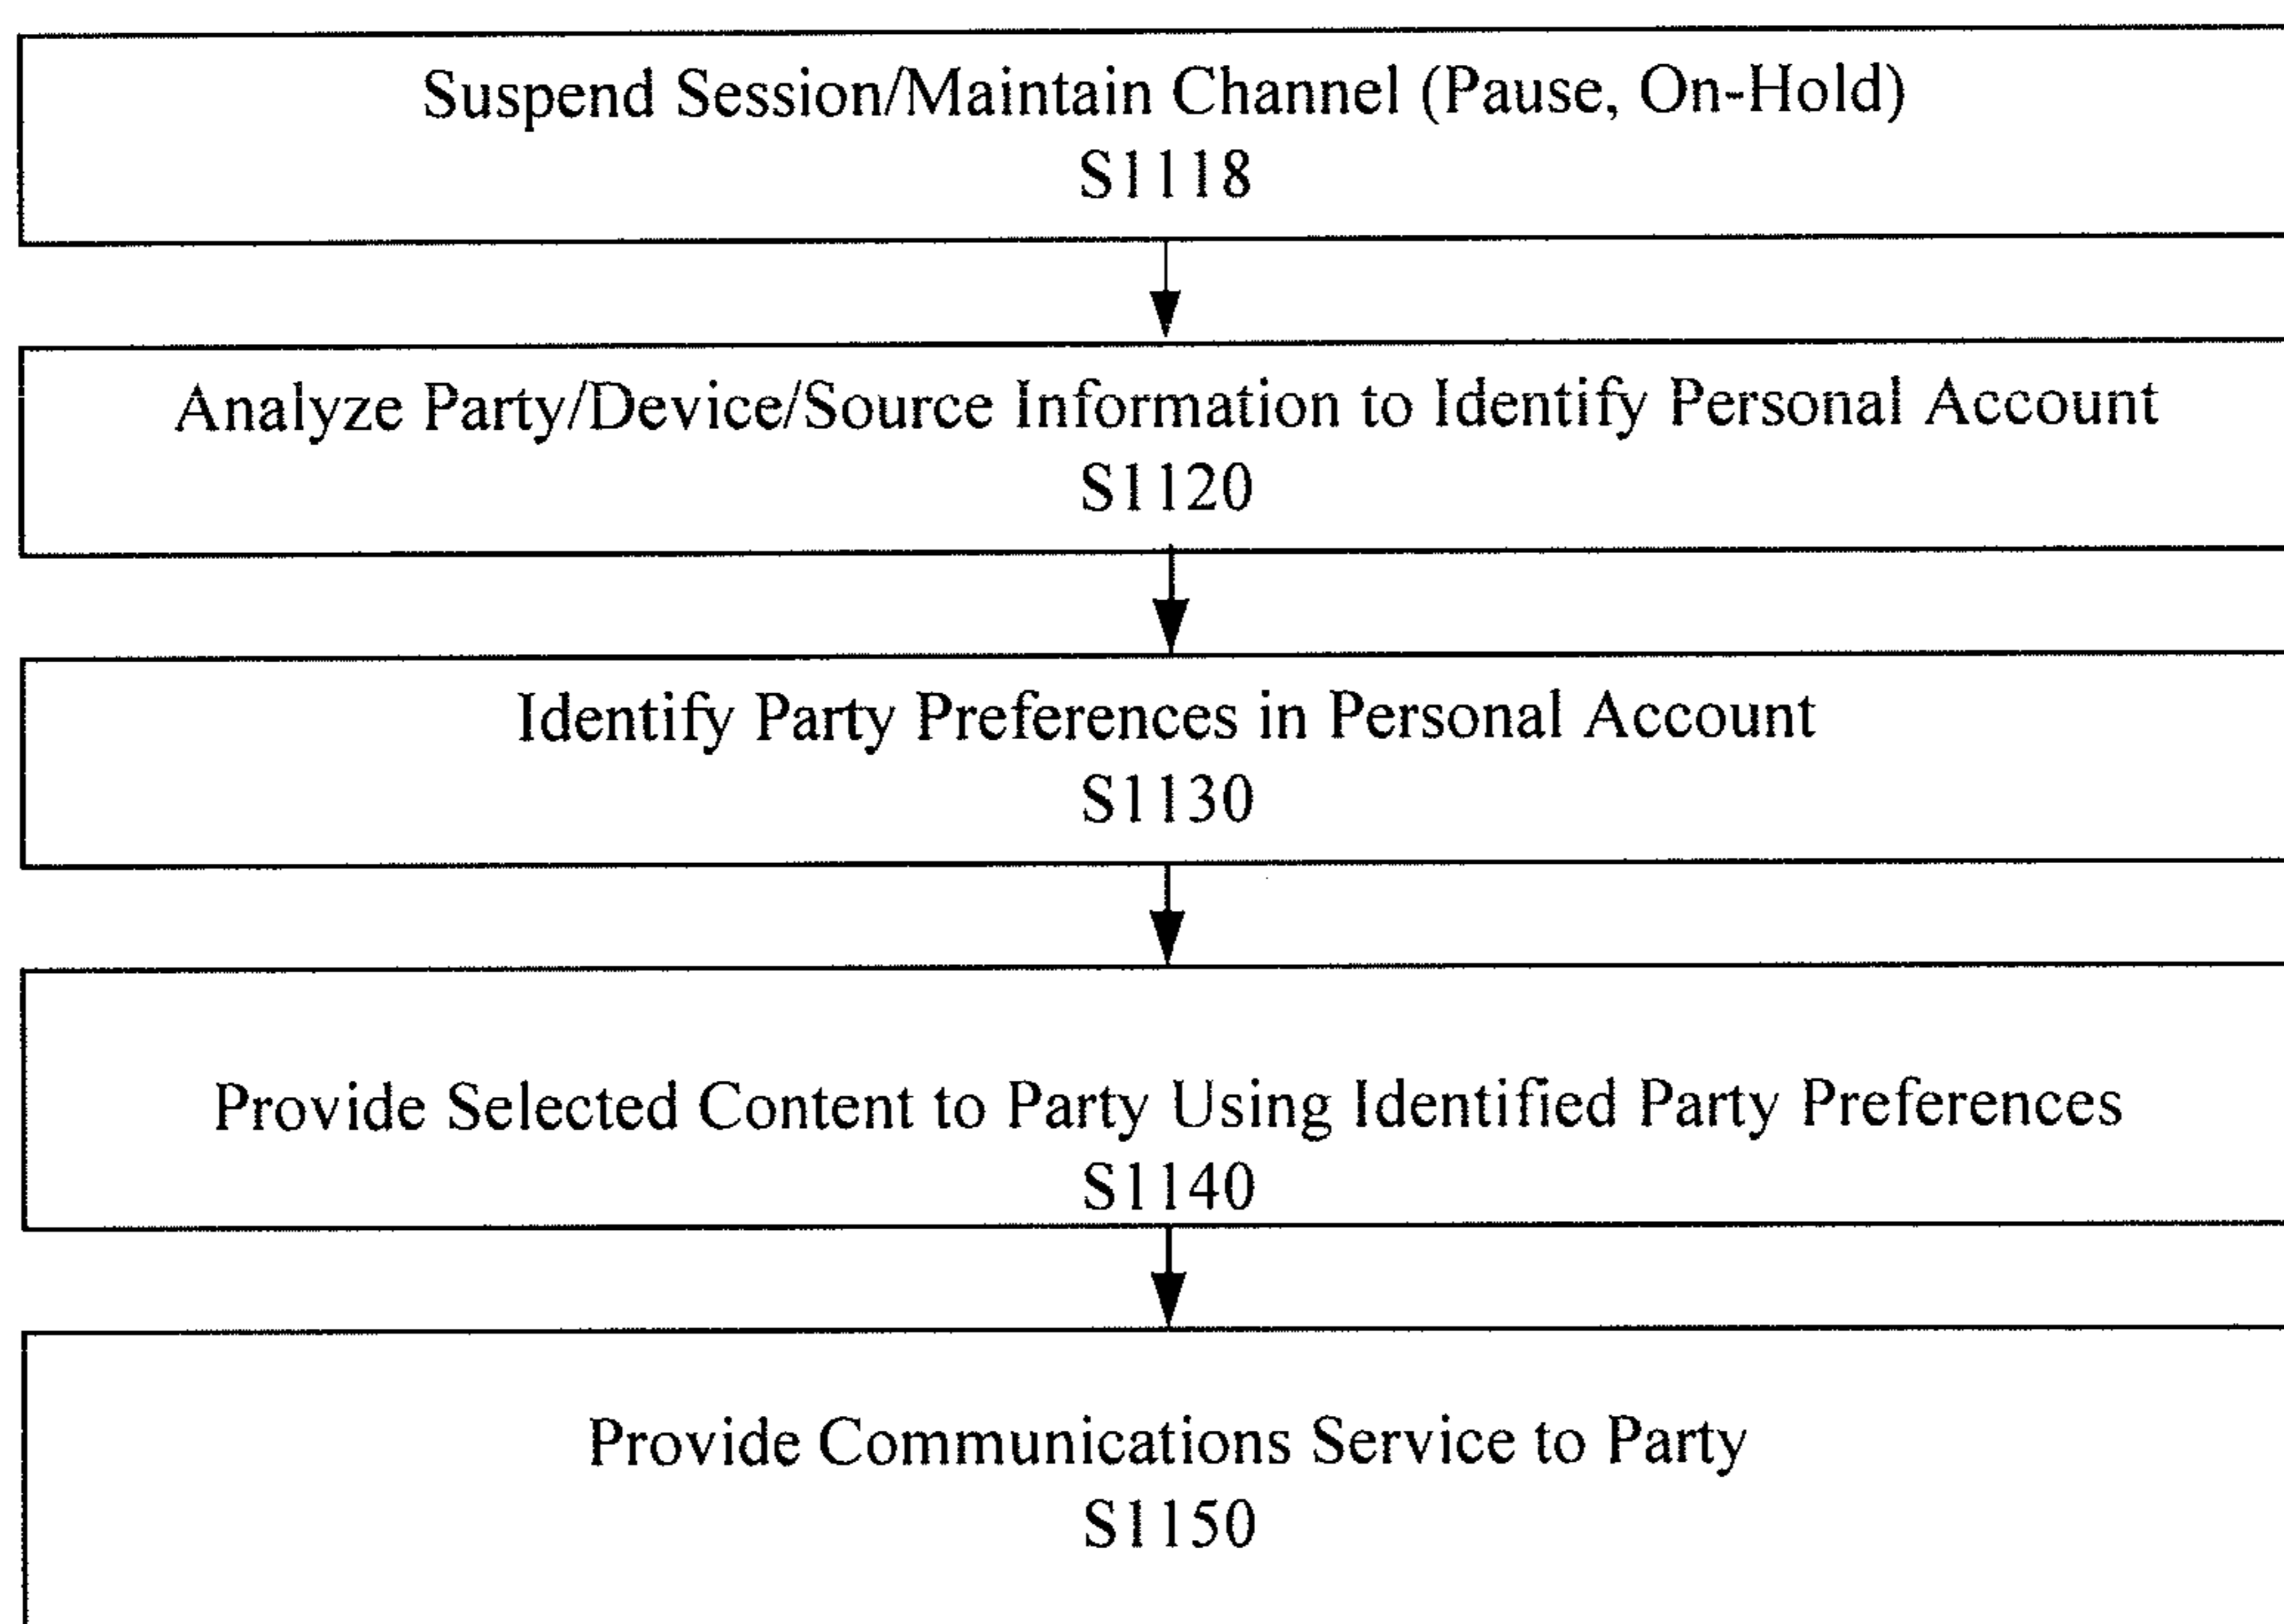 Suspend Session/Maintain Channel (Pause, On-Hold)
S1118
Analyze Party/Device/Source Information to Identify Personal Account
S1120
Identify Party Preferences in Personal Account
S1130
Provide Selected Content to Party Using Identified Party Preferences
S1140
Provide Communications Service to Party
S1150